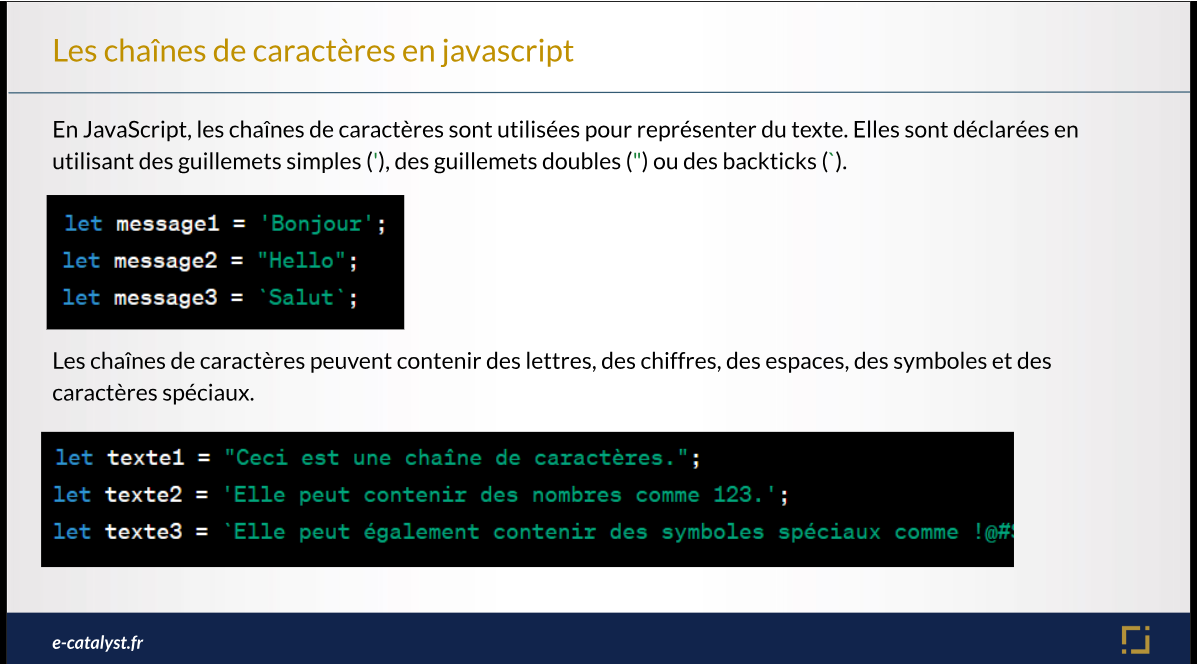 Les chaînes de caractères en javascript
En JavaScript, les chaînes de caractères sont utilisées pour représenter du texte. Elles sont déclarées en
utilisant des guillemets simples ('), des guillemets doubles (") ou des backticks (`).
let message1 = 'Bonjour';
let message2 = "Hello";
let message3 = `Salut`;
Les chaînes de caractères peuvent contenir des lettres, des chiffres, des espaces, des symboles et des
caractères spéciaux.
let texte1 = "Ceci est une chaîne de caractères.";
let texte2 = 'Elle peut contenir des nombres comme 123.';
let texte3 = `Elle peut également contenir des symboles spéciaux comme !@#
e-catalyst.fr